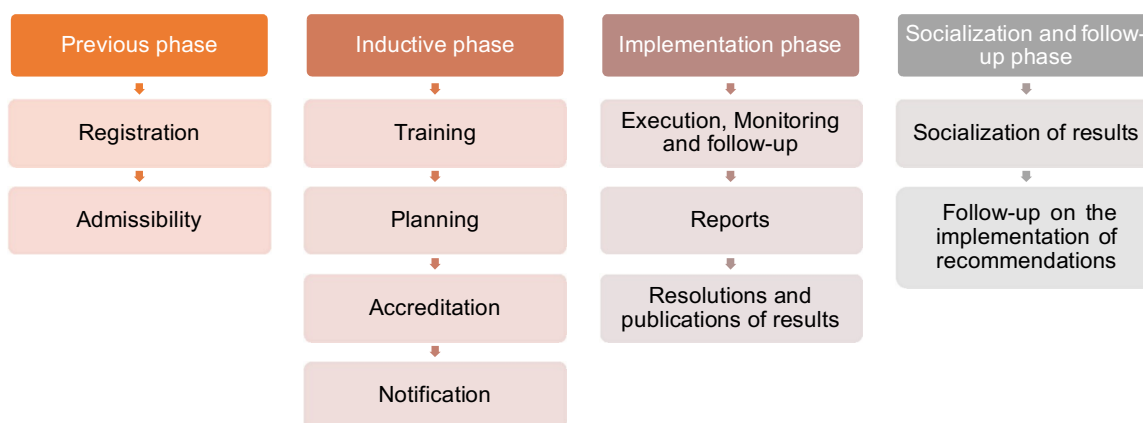 Previous phase
Registration
Admissibility
Inductive phase
Training
Planning
Accreditation
Notification
Implementation phase
Execution, Monitoring
and follow-up
Reports
Resolutions and
publications of results
Socialization and follow-
up phase
Socialization of results
Follow-up on the
implementation of
recommendations